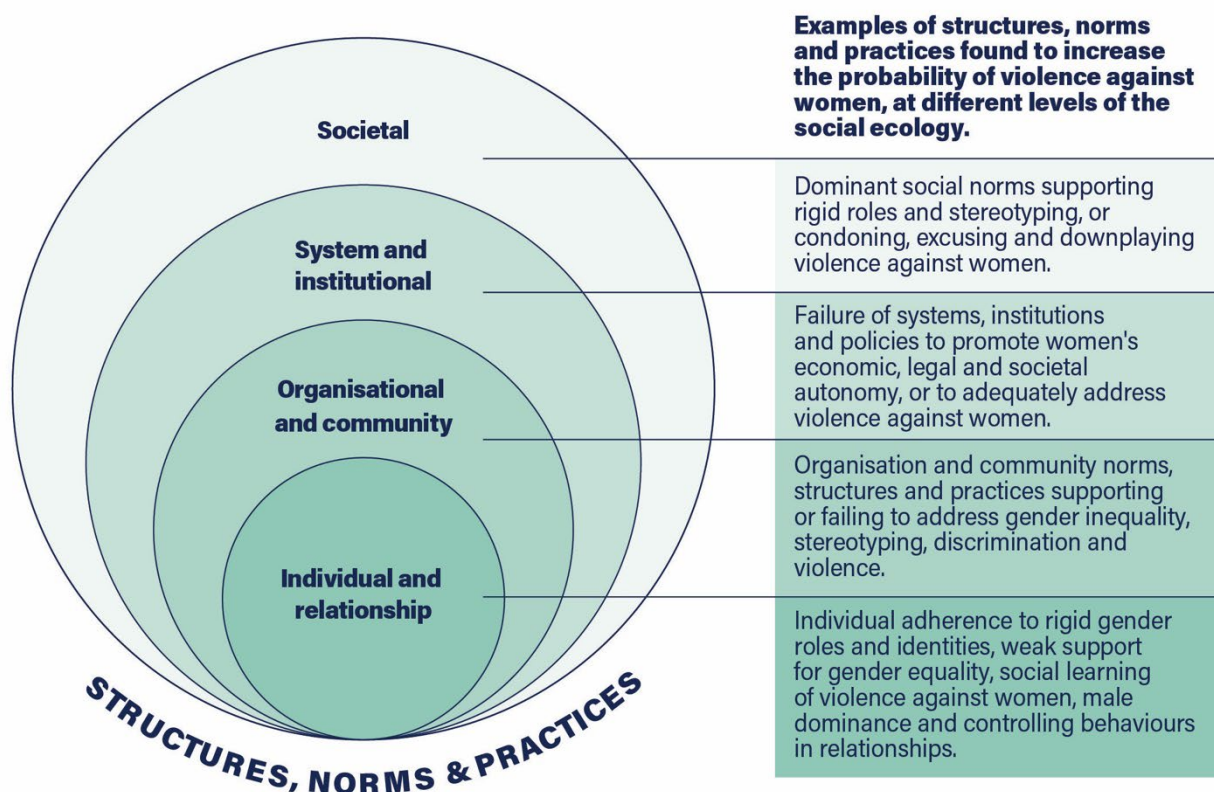 Examples of structures, norms
and practices found to increase
the probability of violence against
women, at different levels of the
social ecology.
Societal
Dominant social norms supporting
rigid roles and stereotyping, or
condoning, excusing and downplaying
violence against women.
System and
institutional
Failure of systems, institutions
and policies to promote women's
economic, legal and societal
autonomy, or to adequately address
violence against women.
Organisational
and community
Organisation and community norms,
structures and practices supporting
or failing to address gender inequality,
stereotyping, discrimination and
violence.
Individual and
relationship
Individual adherence to rigid gender
roles and identities, weak support
for gender equality, social learning
of violence against women, male
dominance and controlling behaviours
in relationships.
STRUCTURES, NORMS & PRACTICES